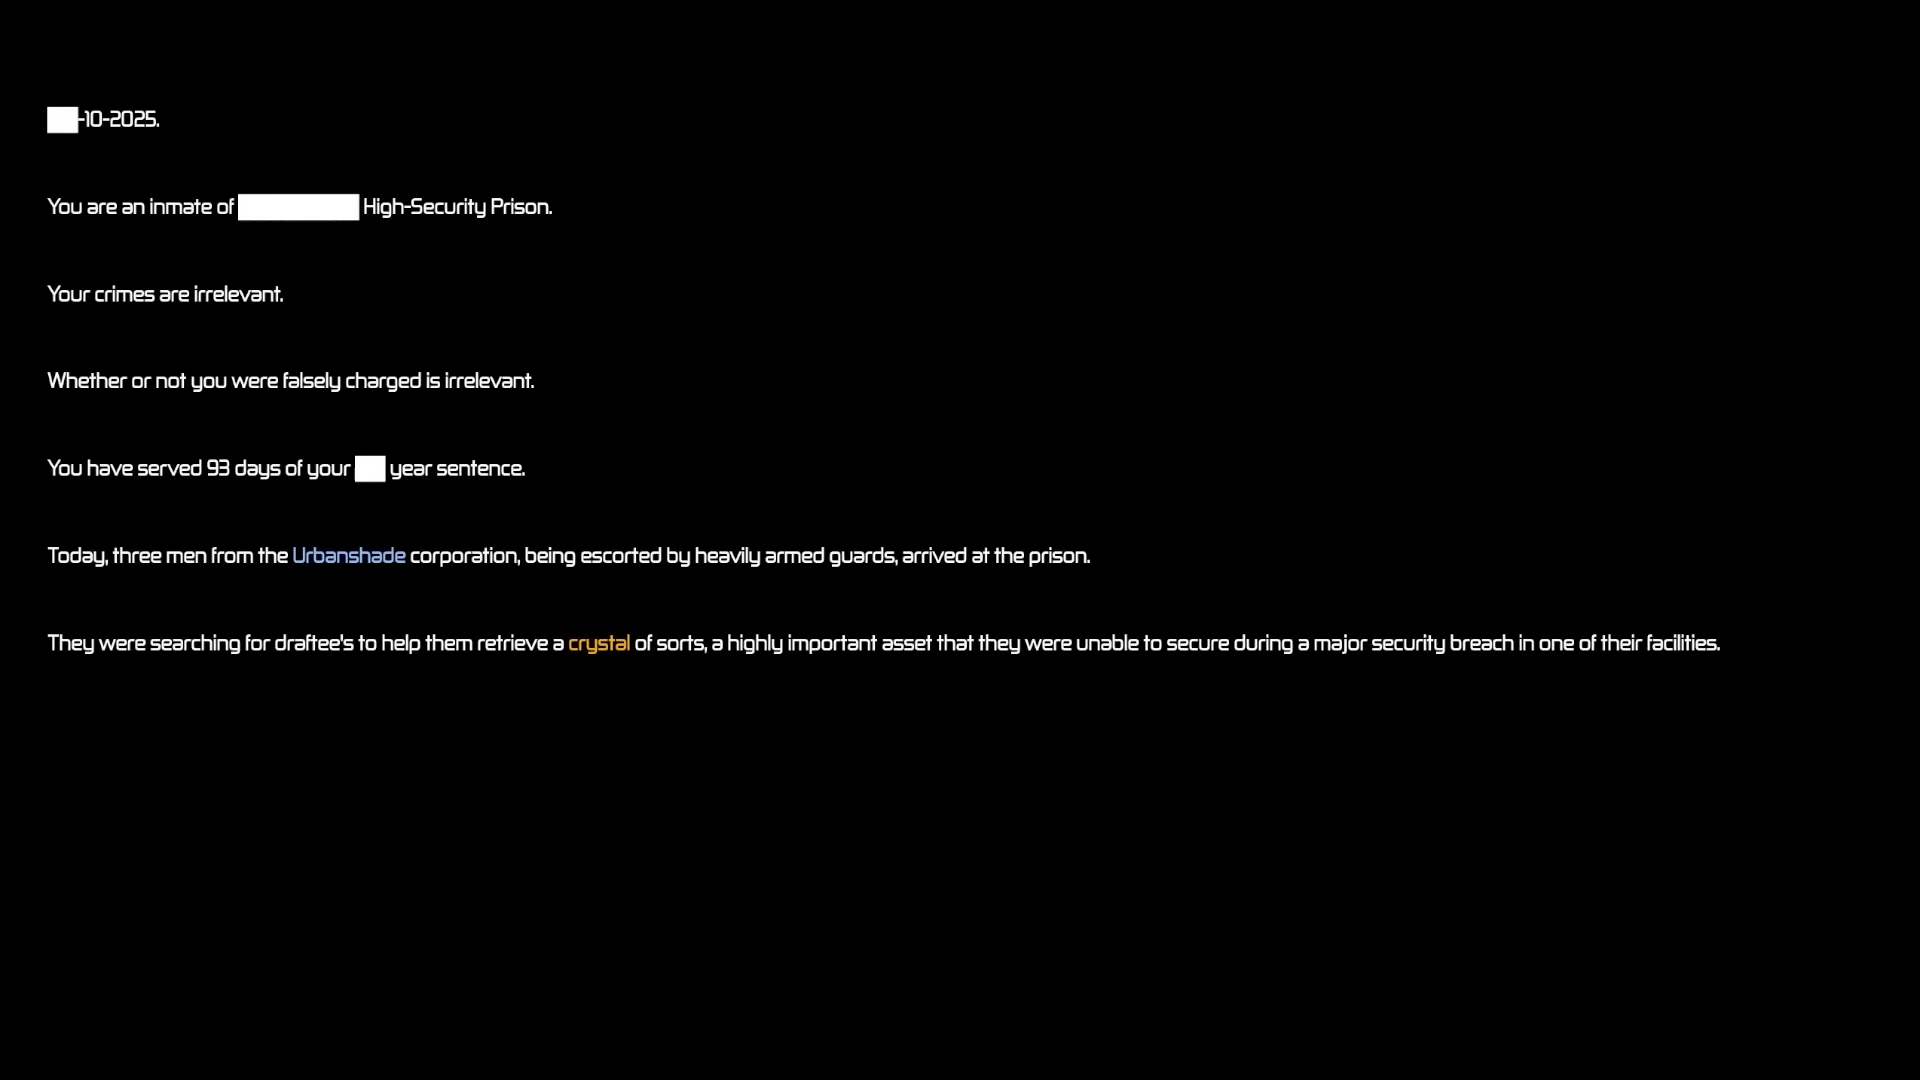 ██-10-2025.
You are an inmate of ████████ High-Security Prison.
Your crimes are irrelevant.
Whether or not you were falsely charged is irrelevant.
You have served 93 days of your ██ year sentence.
Today, three men from the Urbanshade corporation, being escorted by heavily armed guards, arrived at the prison.
They were searching for draftee's to help them retrieve a crystal of sorts, a highly important asset that they were unable to secure during a major security breach in one of their facilities.